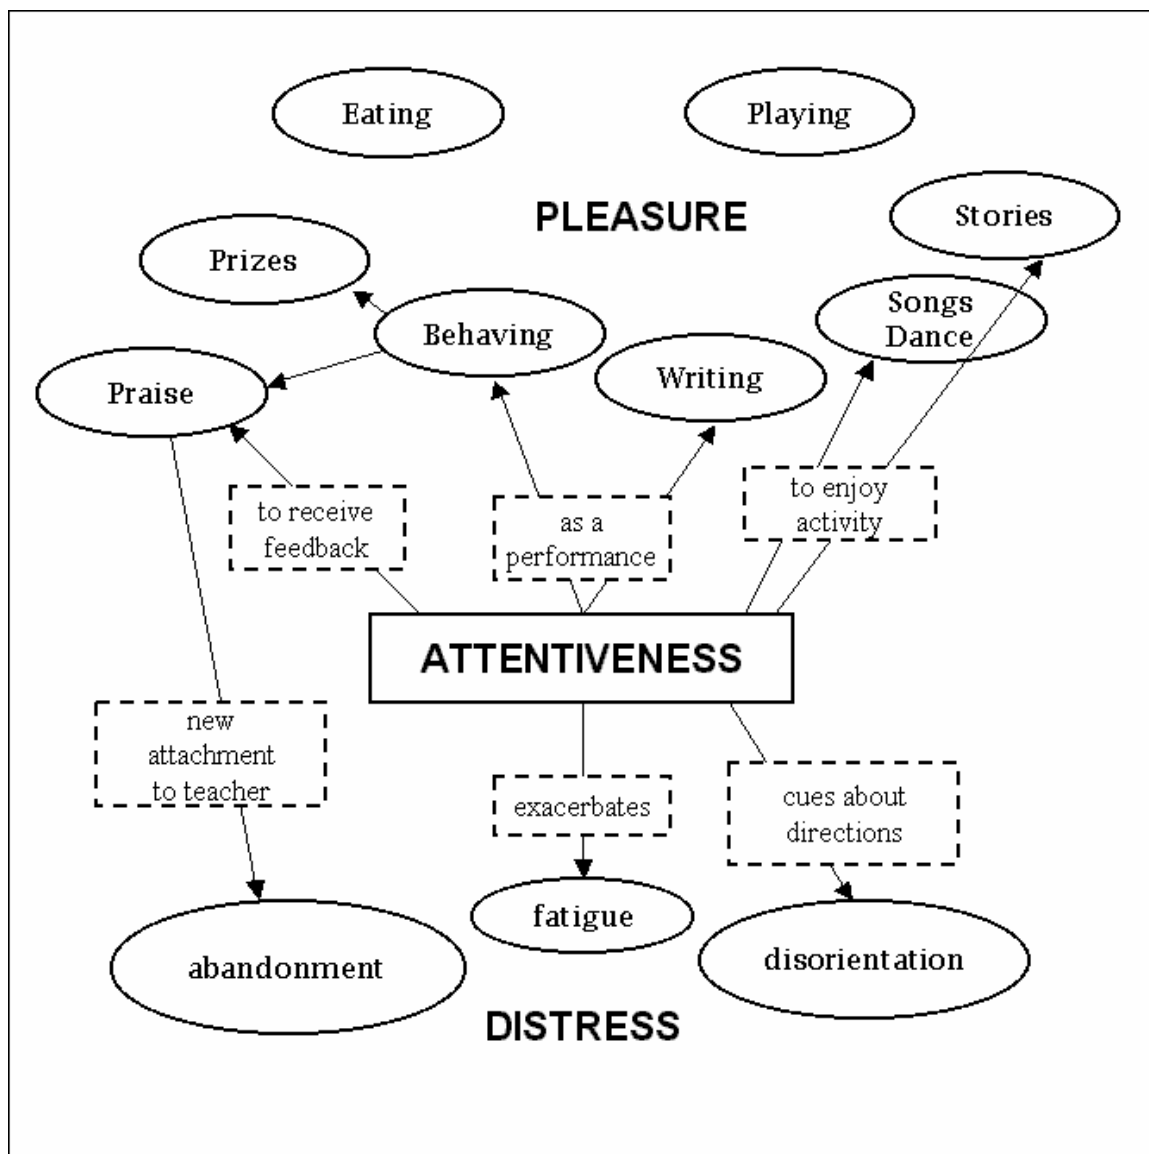 Eating
Playing
PLEASURE
Stories
Prizes
Songs
Dance
Behaving
Writing
Praise
to receive
feedback
as a
performance
to enjoy
activity
ATTENTIVENESS
new
attachment
to teacher
exacerbates
cues about
directions
fatigue
abandonment
disorientation
DISTRESS